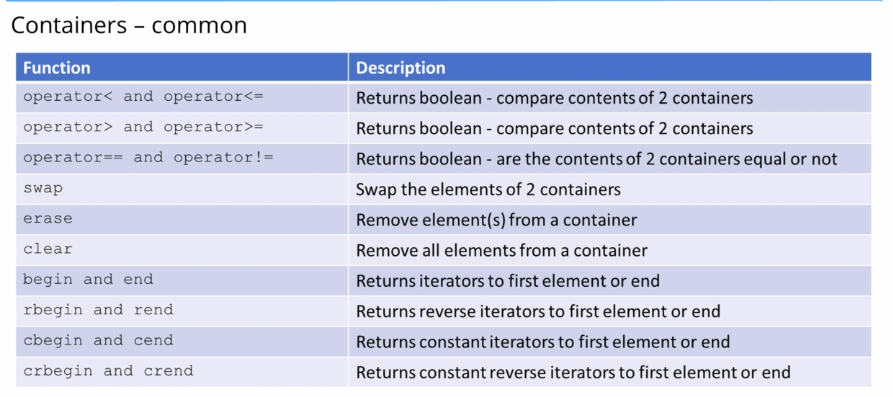 Containers – common
Function Description
operator< and operator<= Returns boolean - compare contents of 2 containers
operator> and operator>= Returns boolean - compare contents of 2 containers
operator== and operator!= Returns boolean - are the contents of 2 containers equal or not
swap Swap the elements of 2 containers
erase Remove element(s) from a container
clear Remove all elements from a container
begin and end Returns iterators to first element or end
rbegin and rend Returns reverse iterators to first element or end
cbegin and cend Returns constant iterators to first element or end
crbegin and crend Returns constant reverse iterators to first element or end